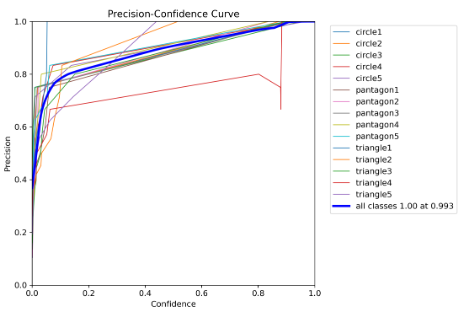 Precision-Confidence Curve
1.0
0.8
0.6
0.4
0.2
0.0
Precision
0.0 0.2 0.4 0.6 0.8 1.0
Confidence
circle1
circle2
circle3
circle4
circle5
pantagon1
pantagon2
pantagon3
pantagon4
pantagon5
triangle1
triangle2
triangle3
triangle4
triangle5
all classes 1.00 at 0.993